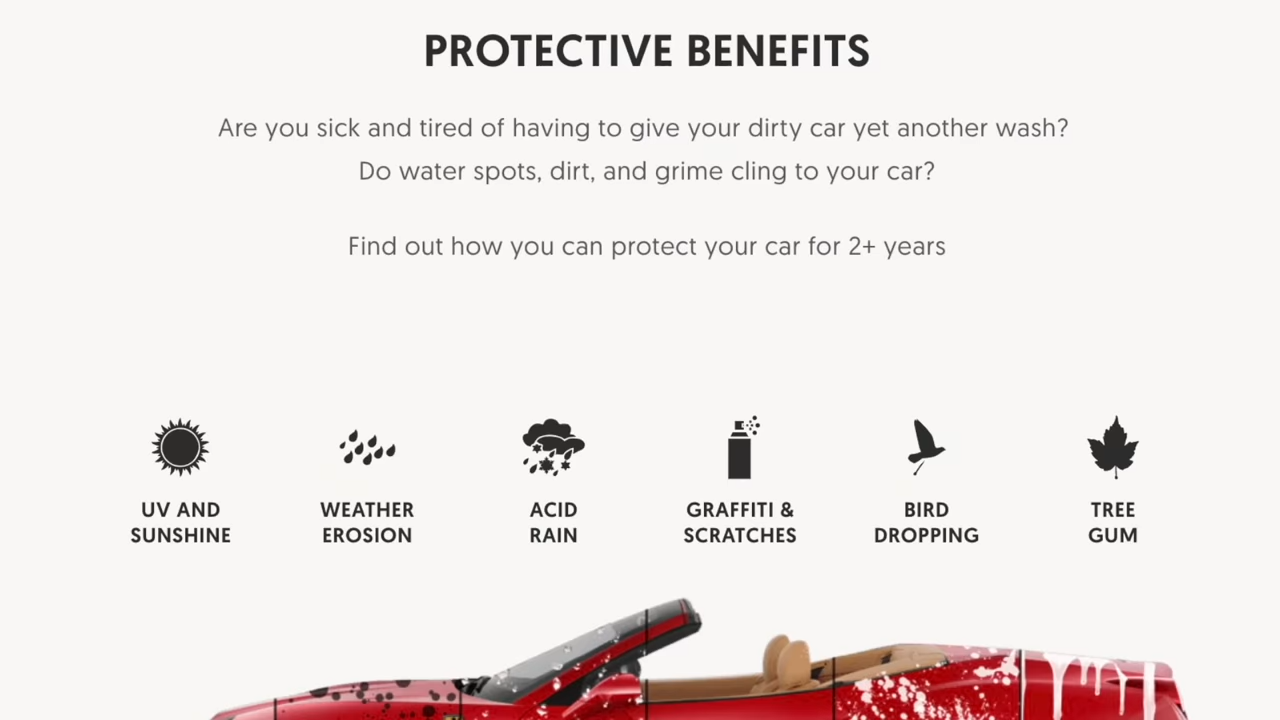 PROTECTIVE BENEFITS
Are you sick and tired of having to give your dirty car yet another wash?
Do water spots, dirt, and grime cling to your car?
Find out how you can protect your car for 2+ years
UV AND
SUNSHINE
WEATHER
EROSION
ACID
RAIN
GRAFFITI &
SCRATCHES
BIRD
DROPPING
TREE
GUM